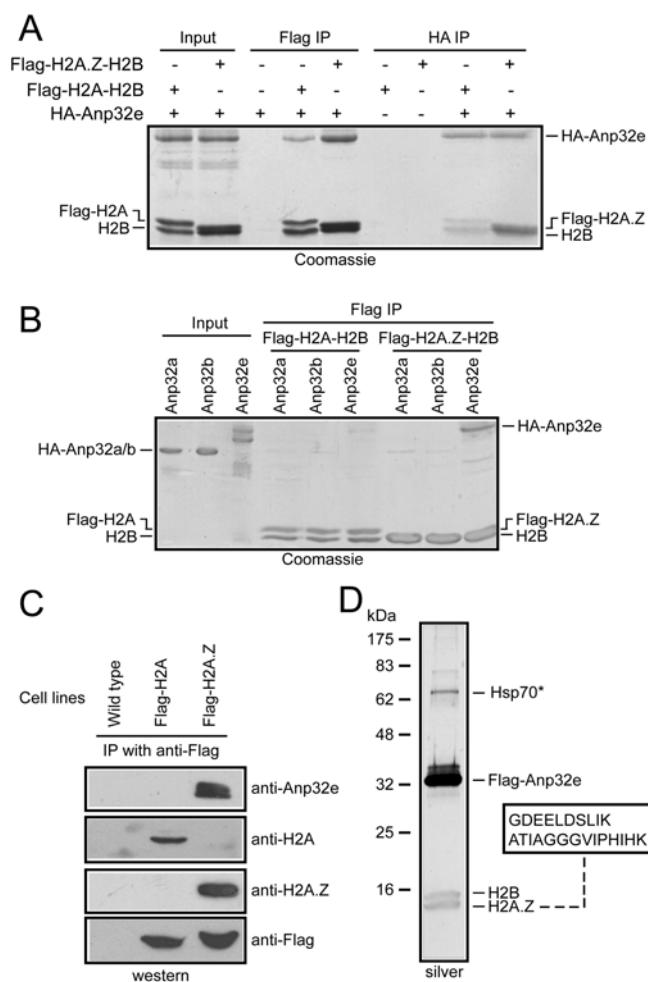 A
Input Flag IP HA IP
Flag-H2A.Z-H2B - + - - + - + - +
Flag-H2A-H2B + - - + - + - + -
HA-Anp32e + + + + + - - + +
HA-Anp32e
Flag-H2A
H2B
Flag-H2A.Z
H2B
Coomassie
B
Flag IP
Input Flag-H2A-H2B Flag-H2A.Z-H2B
Anp32a Anp32b Anp32e Anp32a Anp32b Anp32e Anp32a Anp32b Anp32e
HA-Anp32e
HA-Anp32a/b
Flag-H2A
H2B
Flag-H2A.Z
H2B
Coomassie
C
Cell lines Wild type Flag-H2A Flag-H2A.Z
IP with anti-Flag
anti-Anp32e
anti-H2A
anti-H2A.Z
anti-Flag
western
D
kDa
175
83
62
48
32
25
16
Hsp70*
Flag-Anp32e
GDEELDSLIK
ATIAGGGVIPHIHK
H2B
H2A.Z
silver